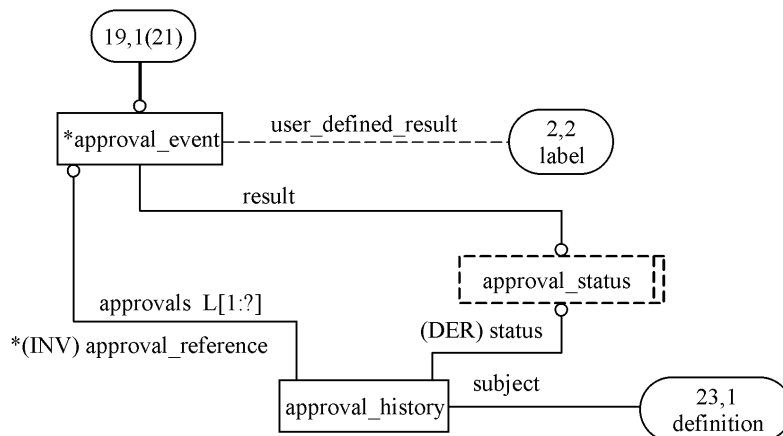 19,1(21)
*approval_event
user_defined_result
2,2
label
result
approval_status
approvals L[1:?]
(DER) status
*(INV) approval_reference
subject
approval_history
23,1
definition